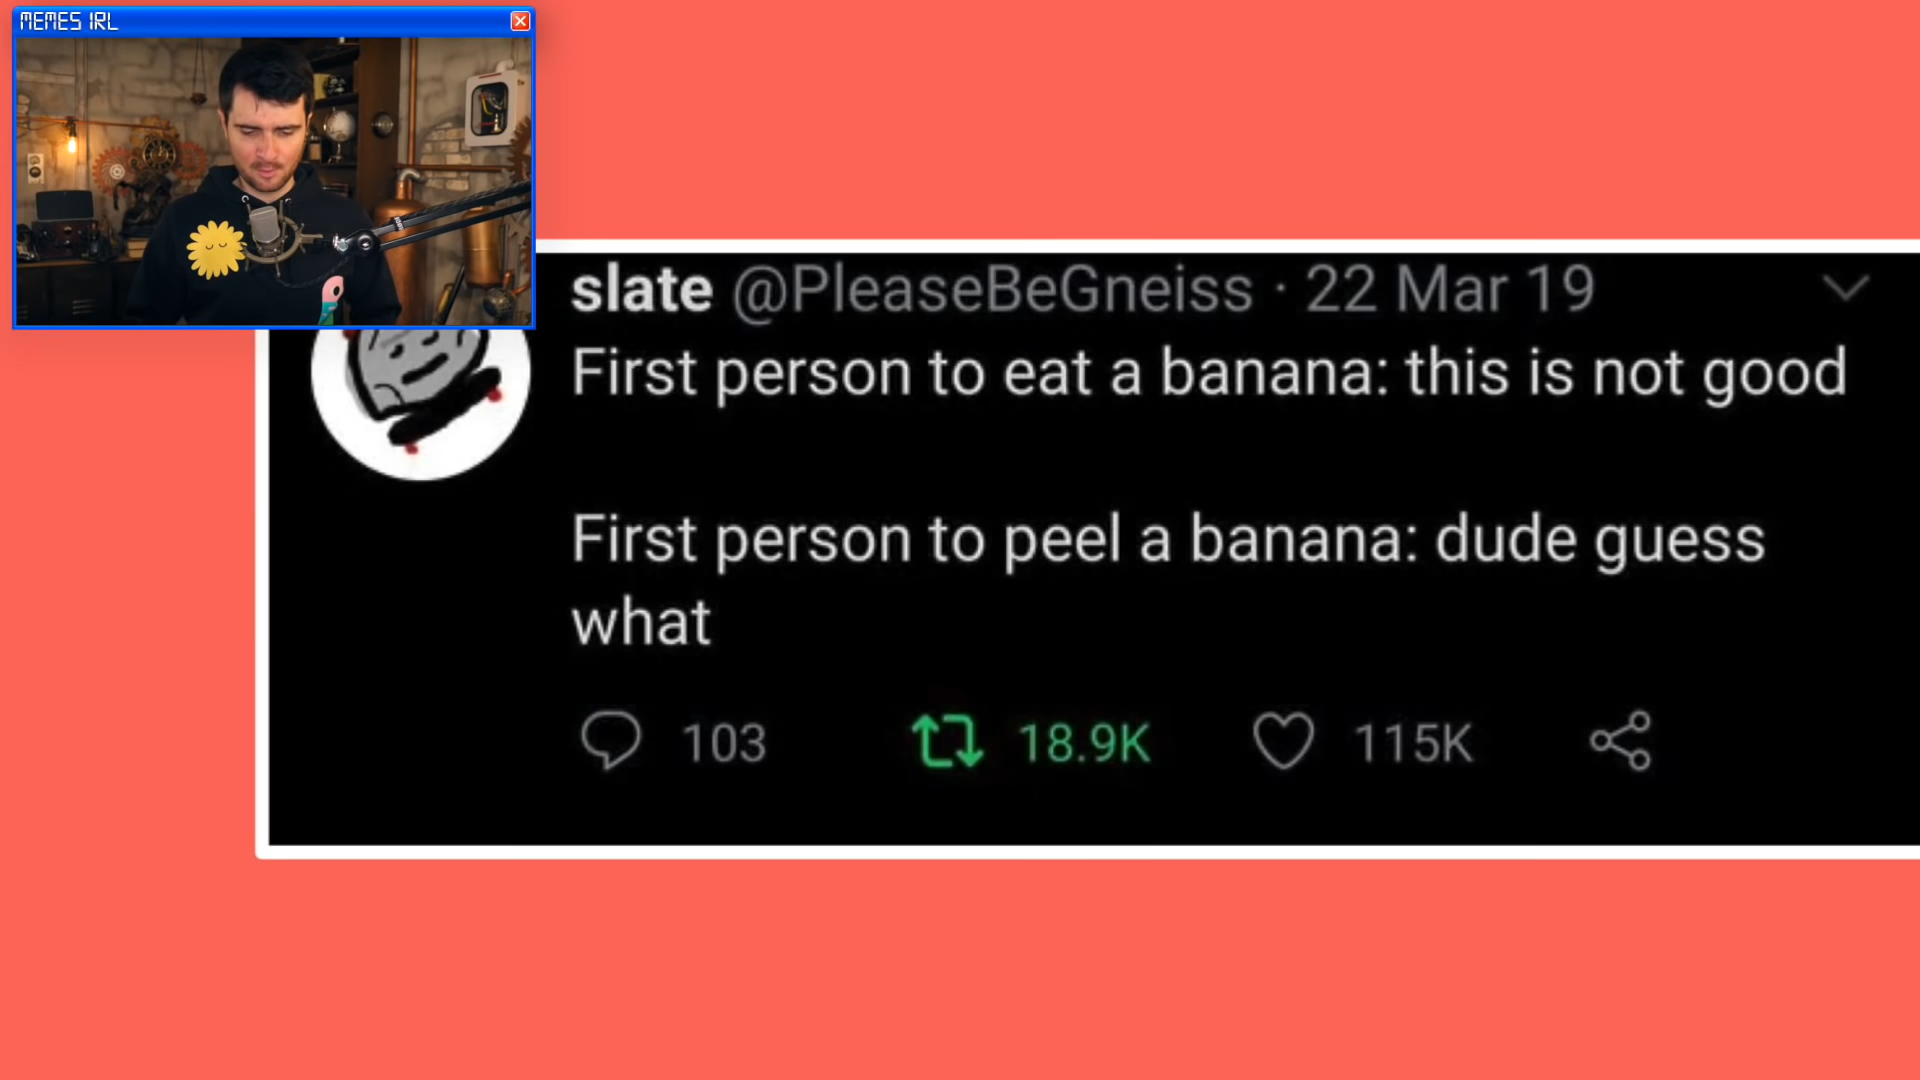 MEMES IRL
slate @PleaseBeGneiss · 22 Mar 19
First person to eat a banana: this is not good
First person to peel a banana: dude guess
what
103 18.9K 115K